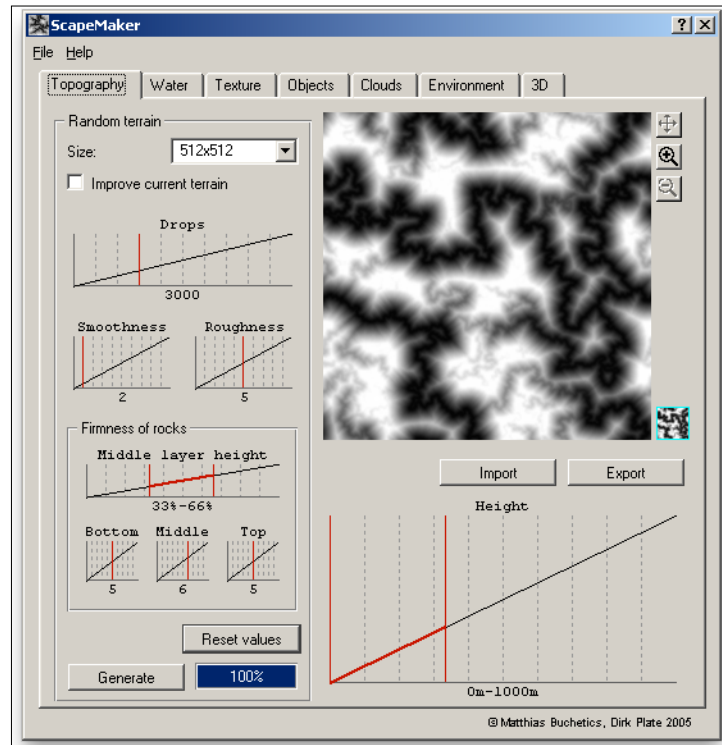 ScapeMaker
File Help
Topography Water Texture Objects Clouds Environment 3D
Random terrain
Size: 512x512
Improve current terrain
Drops
3000
Smoothness Roughness
2 5
Firmness of rocks
Middle layer height
33%-66%
Bottom Middle Top
5 6 5
Reset values
Generate 100%
Import Export
Height
0m-1000m
© Matthias Buchetics, Dirk Plate 2005